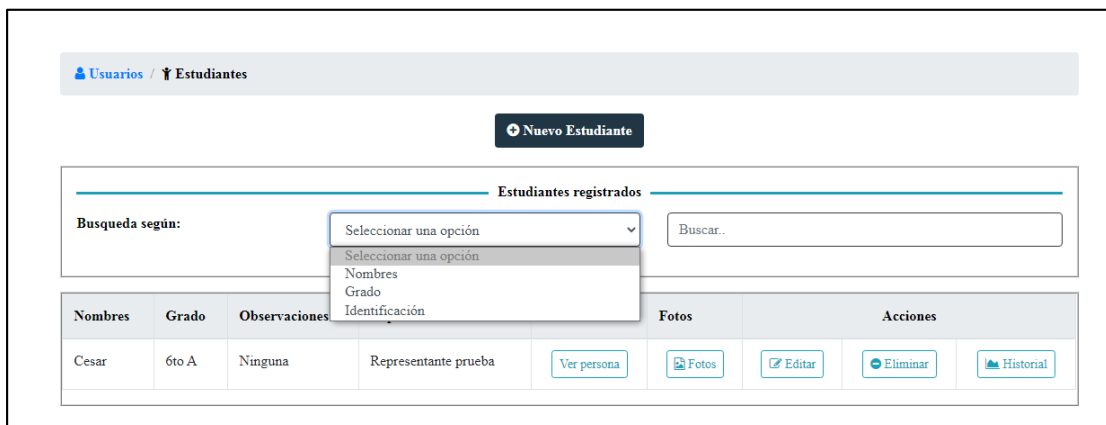 Usuarios / Estudiantes
Nuevo Estudiante
Estudiantes registrados
Busqueda según:
Seleccionar una opción
Buscar..
Seleccionar una opción
Nombres
Grado
Identificación
Nombres Grado Observaciones Fotos Acciones
Cesar 6to A Ninguna Representante prueba Ver persona Fotos Editar Eliminar Historial